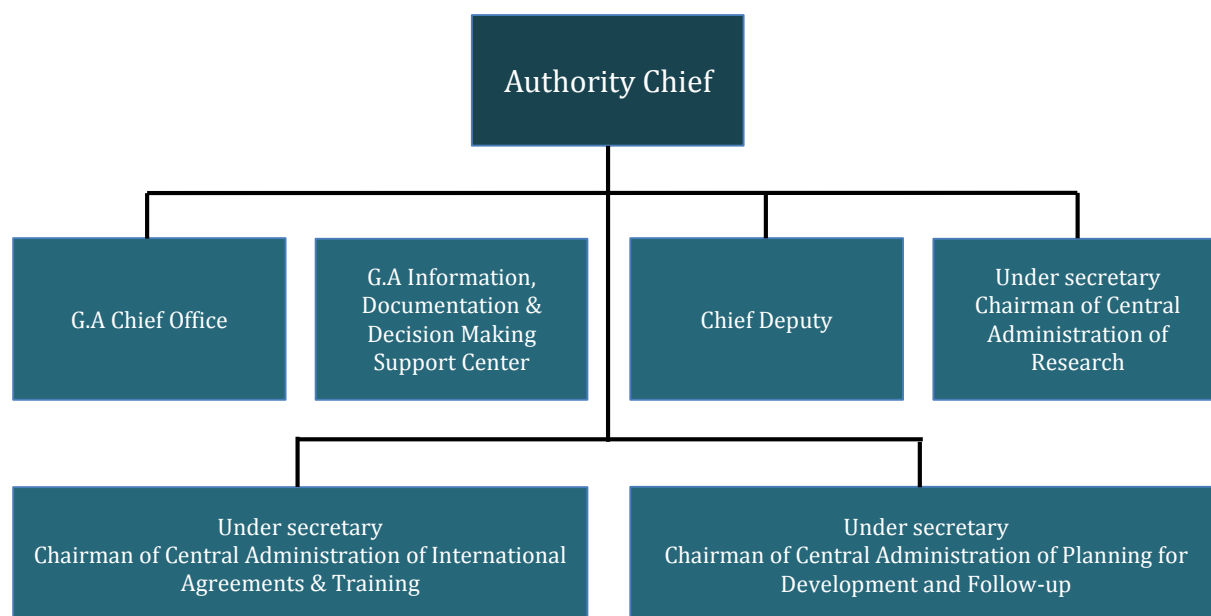 Authority Chief
G.A Chief Office
G.A Information,
Documentation &
Decision Making
Support Center
Chief Deputy
Under secretary
Chairman of Central
Administration of
Research
Under secretary
Chairman of Central Administration of International
Agreements & Training
Under secretary
Chairman of Central Administration of Planning for
Development and Follow-up